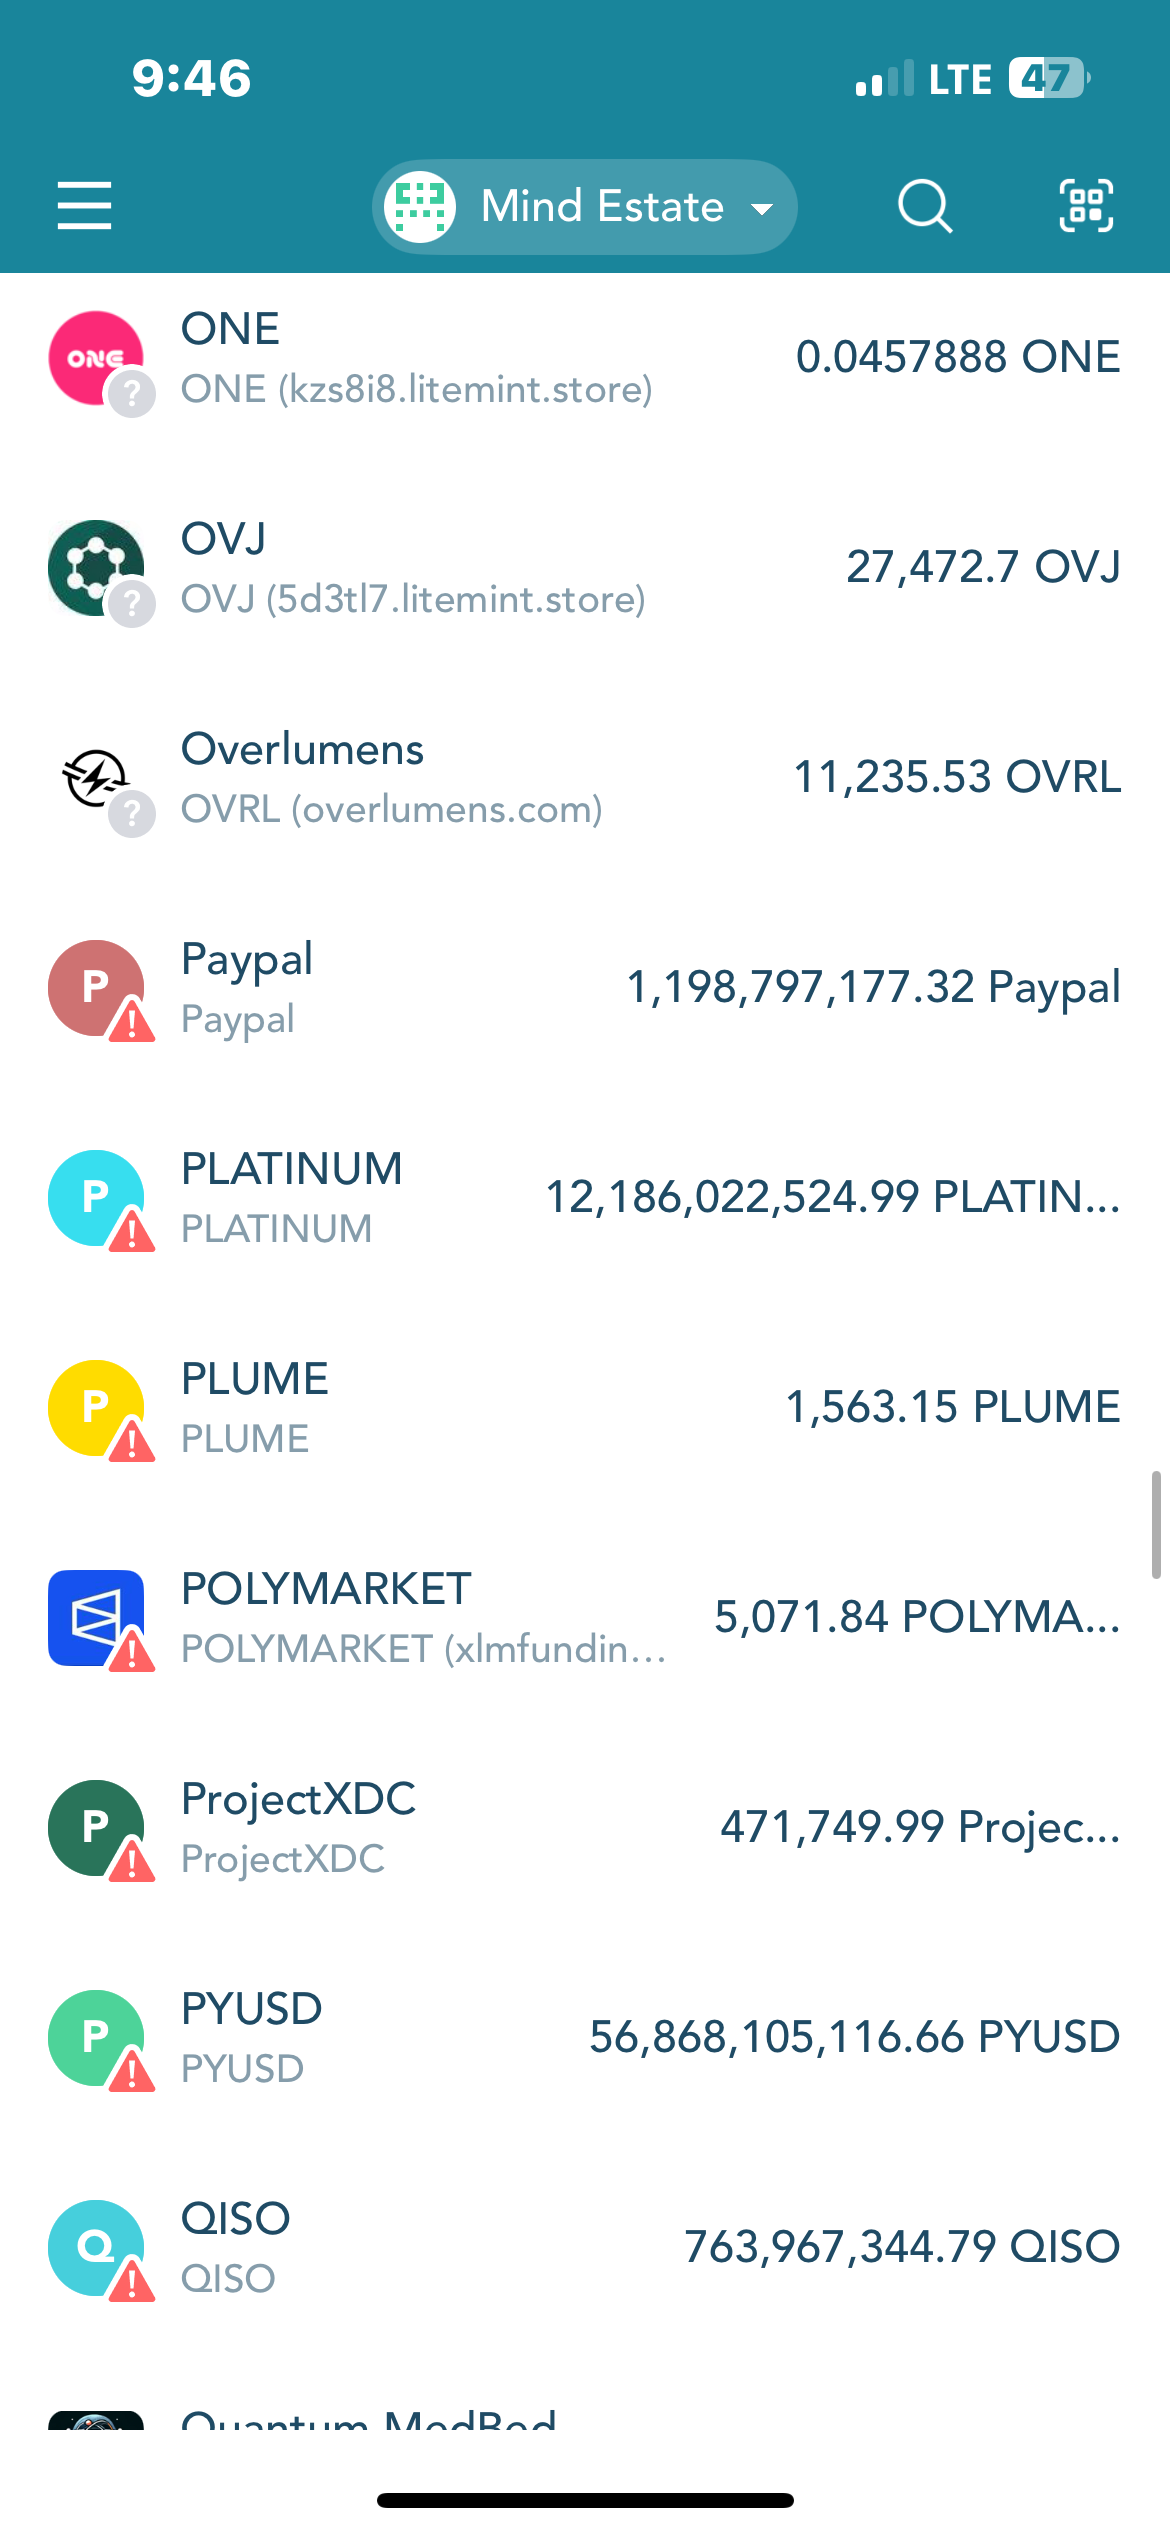 9:46
LTE 47
Mind Estate
ONE
ONE
ONE (kzs8i8.litemint.store)
0.0457888 ONE
?
OVJ
OVJ (5d3tl7.litemint.store)
27,472.7 OVJ
?
Overlumens
OVRL (overlumens.com)
11,235.53 OVRL
?
P
Paypal
Paypal
1,198,797,177.32 Paypal
!
P
PLATINUM
PLATINUM
12,186,022,524.99 PLATIN...
!
P
PLUME
PLUME
1,563.15 PLUME
!
POLYMARKET
POLYMARKET (xlmfundin...
5,071.84 POLYMA...
!
P
ProjectXDC
ProjectXDC
471,749.99 Projec...
!
P
PYUSD
PYUSD
56,868,105,116.66 PYUSD
!
Q
QISO
QISO
763,967,344.79 QISO
!
Quantum MedBed